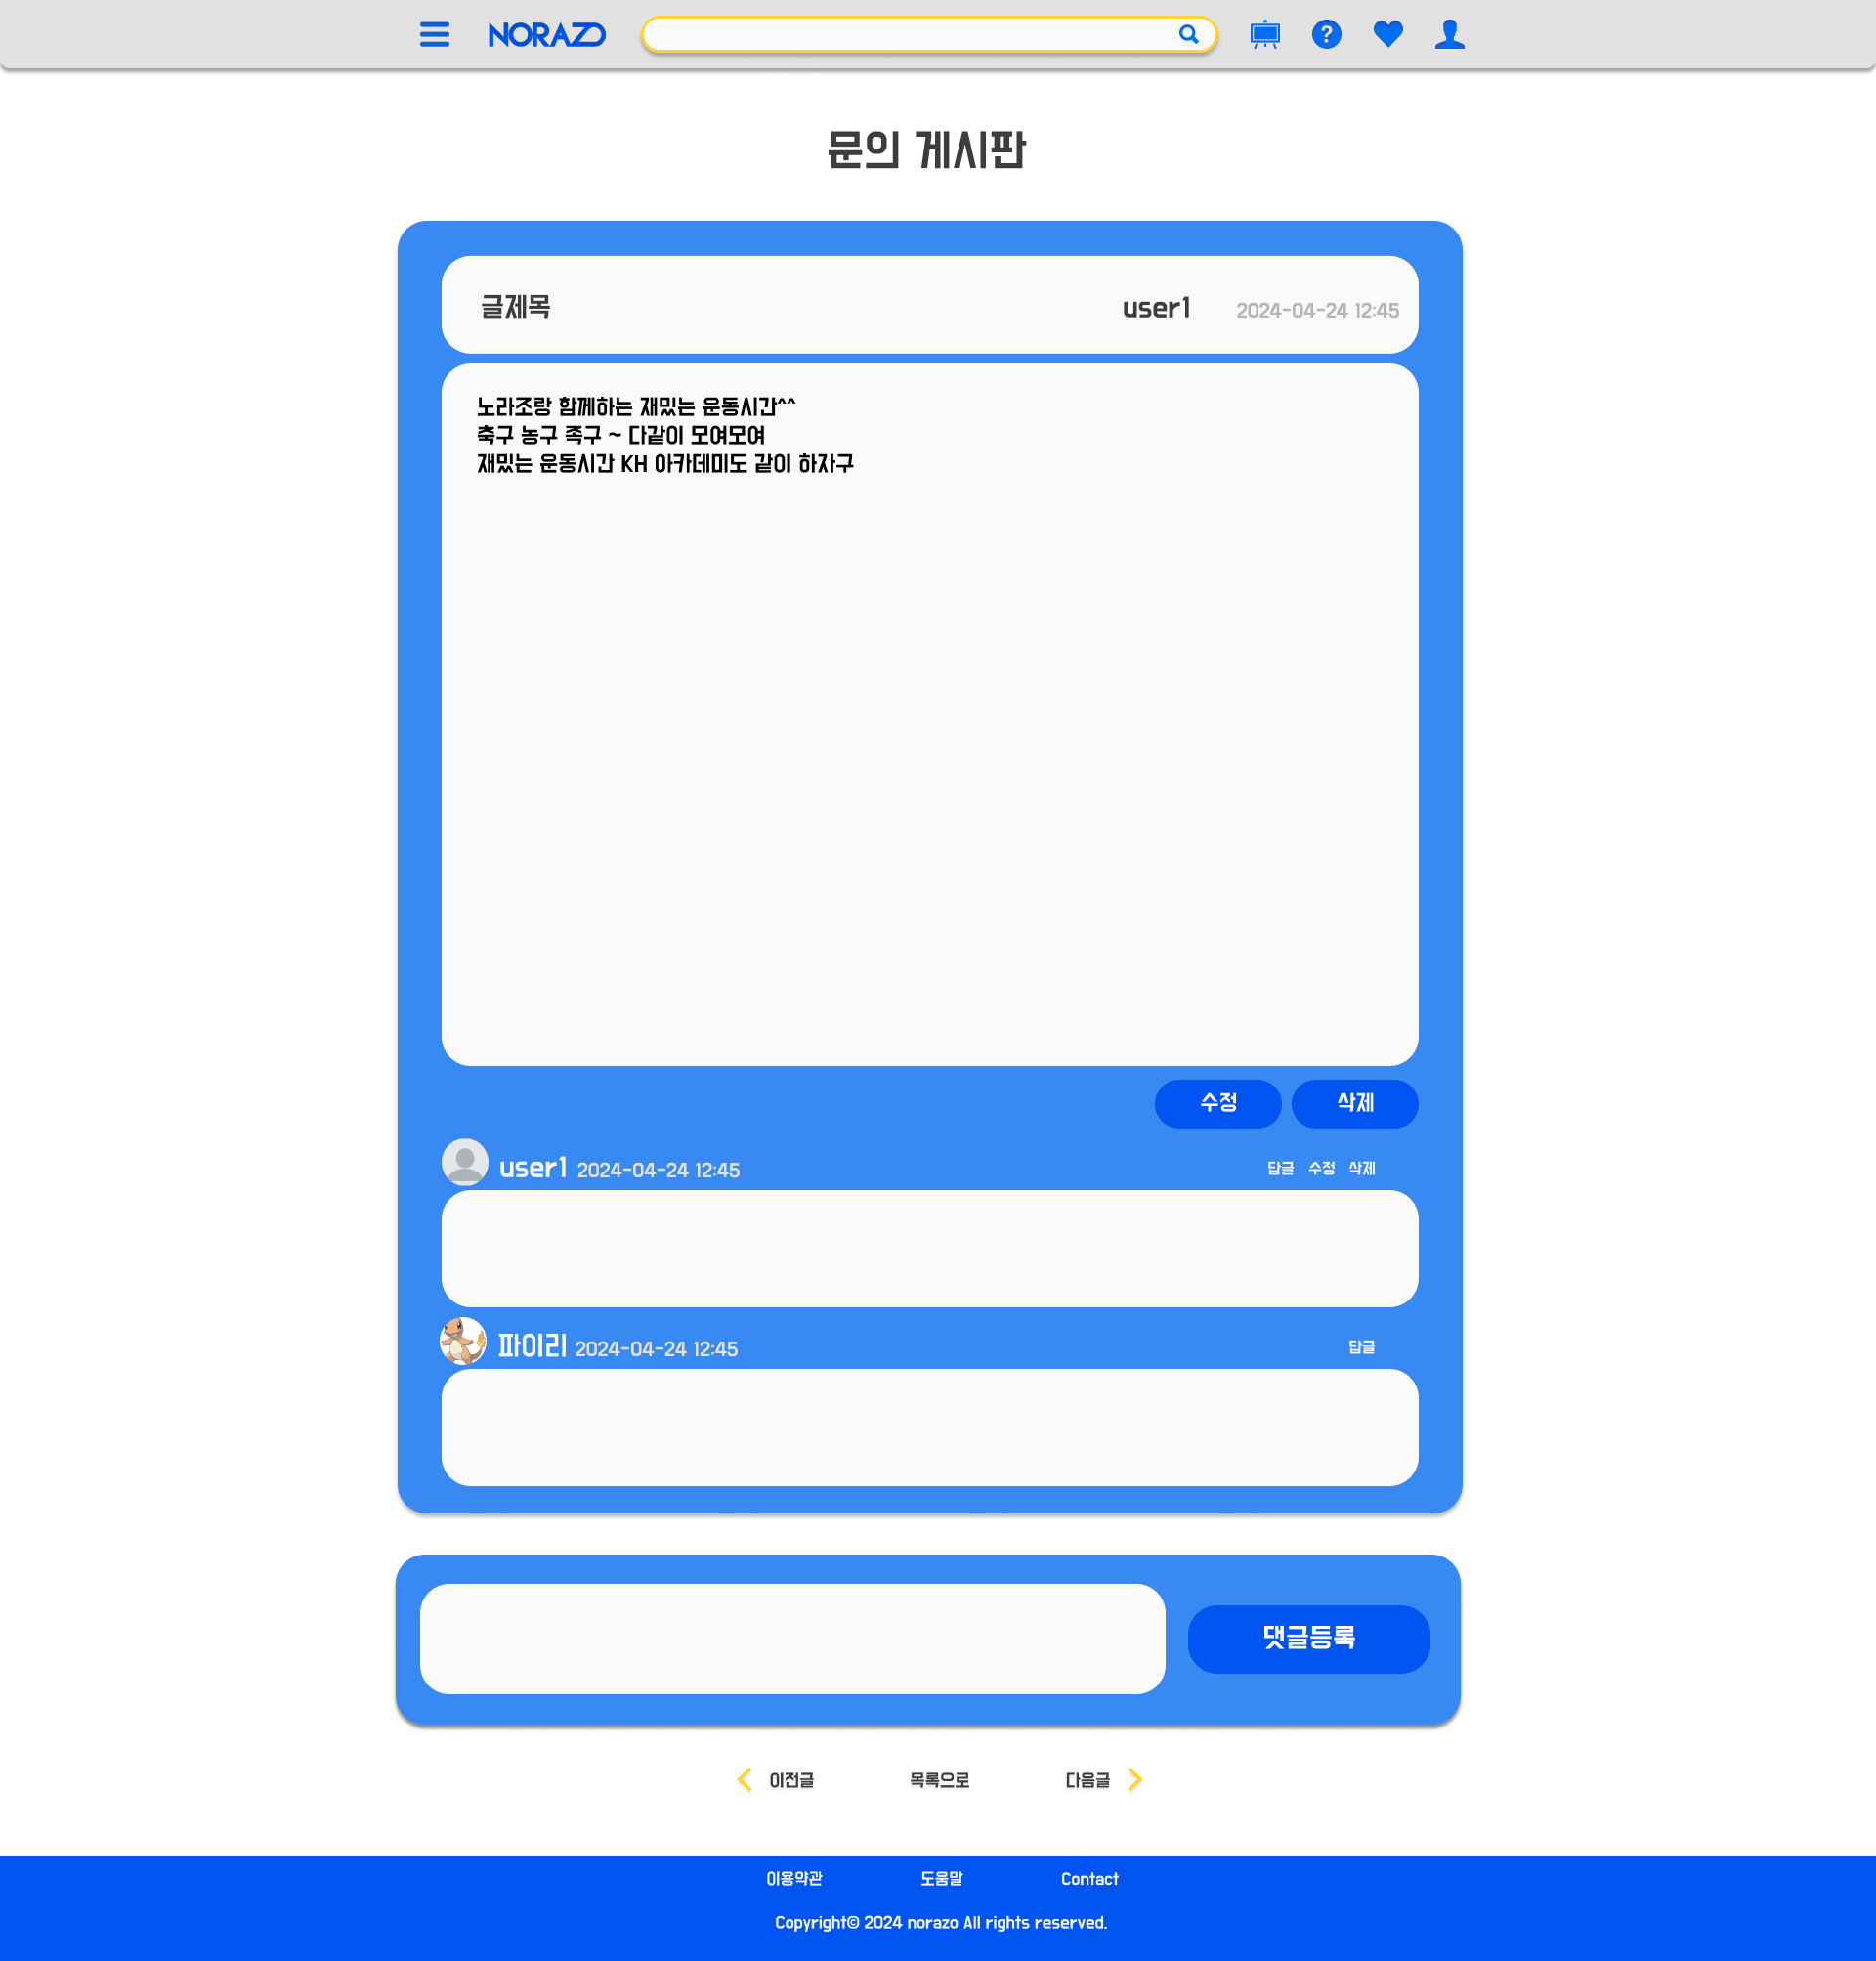 NORAZO
문의 게시판
글제목 user1 2024-04-24 12:45
노라조랑 함께하는 재밌는 운동시간^^
축구 농구 족구 ~ 다같이 모여모여
재밌는 운동시간 KH 아카데미도 같이 하자구
수정 삭제
user1 2024-04-24 12:45 답글 수정 삭제
파이리 2024-04-24 12:45 답글
댓글등록
이전글 목록으로 다음글
이용약관 도움말 Contact
Copyright© 2024 norazo All rights reserved.